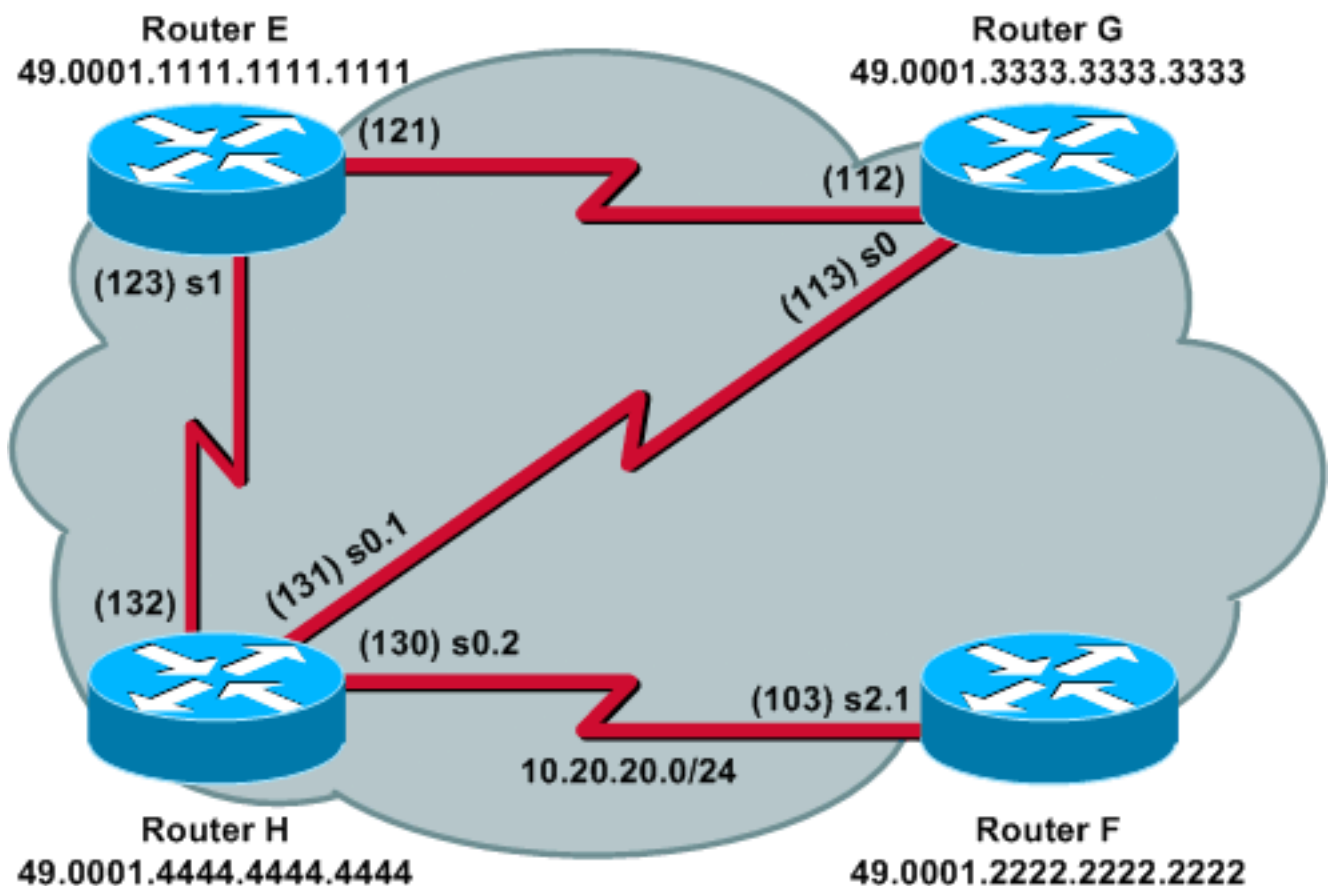 Router E
49.0001.1111.1111.1111
Router G
49.0001.3333.3333.3333
(121)
(112)
(123) s1
(113) s0
(132)
(131) s0.1
(130) s0.2
(103) s2.1
10.20.20.0/24
Router H
49.0001.4444.4444.4444
Router F
49.0001.2222.2222.2222